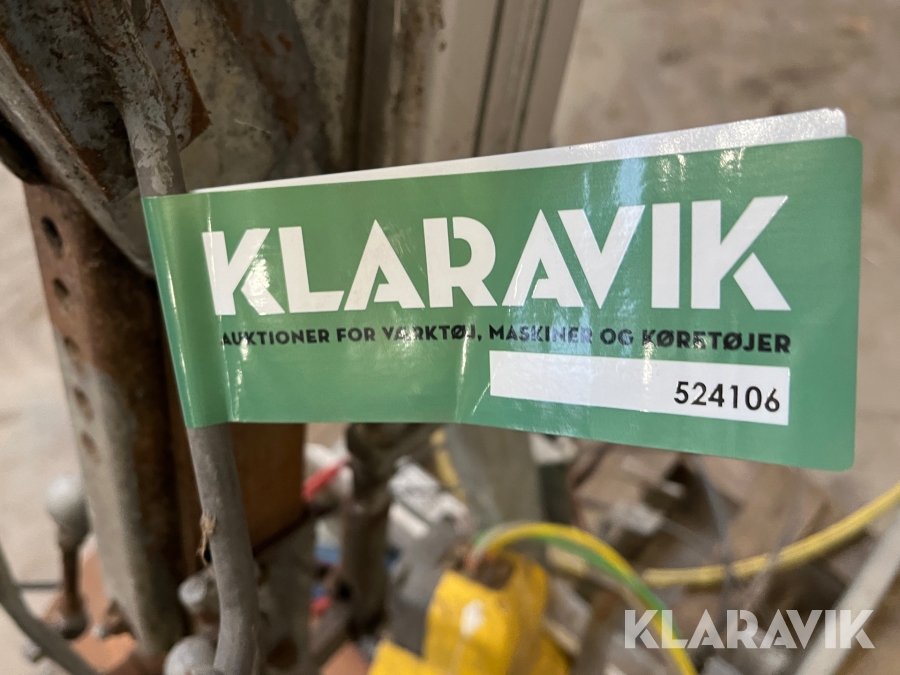 KLARAVIK
AUKTIONER FOR VÆRKTØJ, MASKINER OG KØRETØJER
524106
KLARAVIK